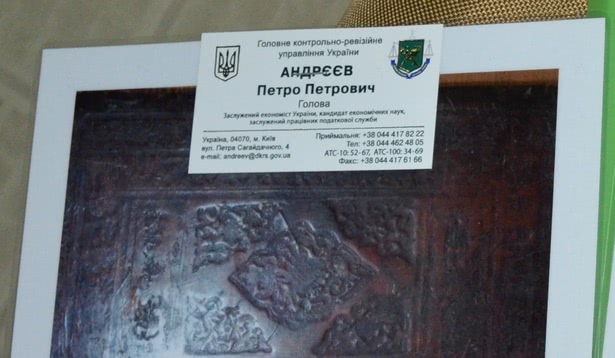 Головне контрольно-ревізійне
управління України
АНДРЄЄВ
Петро Петрович
Голова
Заслужений економіст України, кандидат економічних наук,
заслужений працівник податкової служби
Україна, 04070, м. Київ
вул. Петра Сагайдачного, 4
e-mail: andreev@dkrs.gov.ua
Приймальня: +38 044 417 82 22
Тел: +38 044 462 48 05
АТС-10: 52-67, АТС-100: 34-69
Факс: +38 044 417 61 66